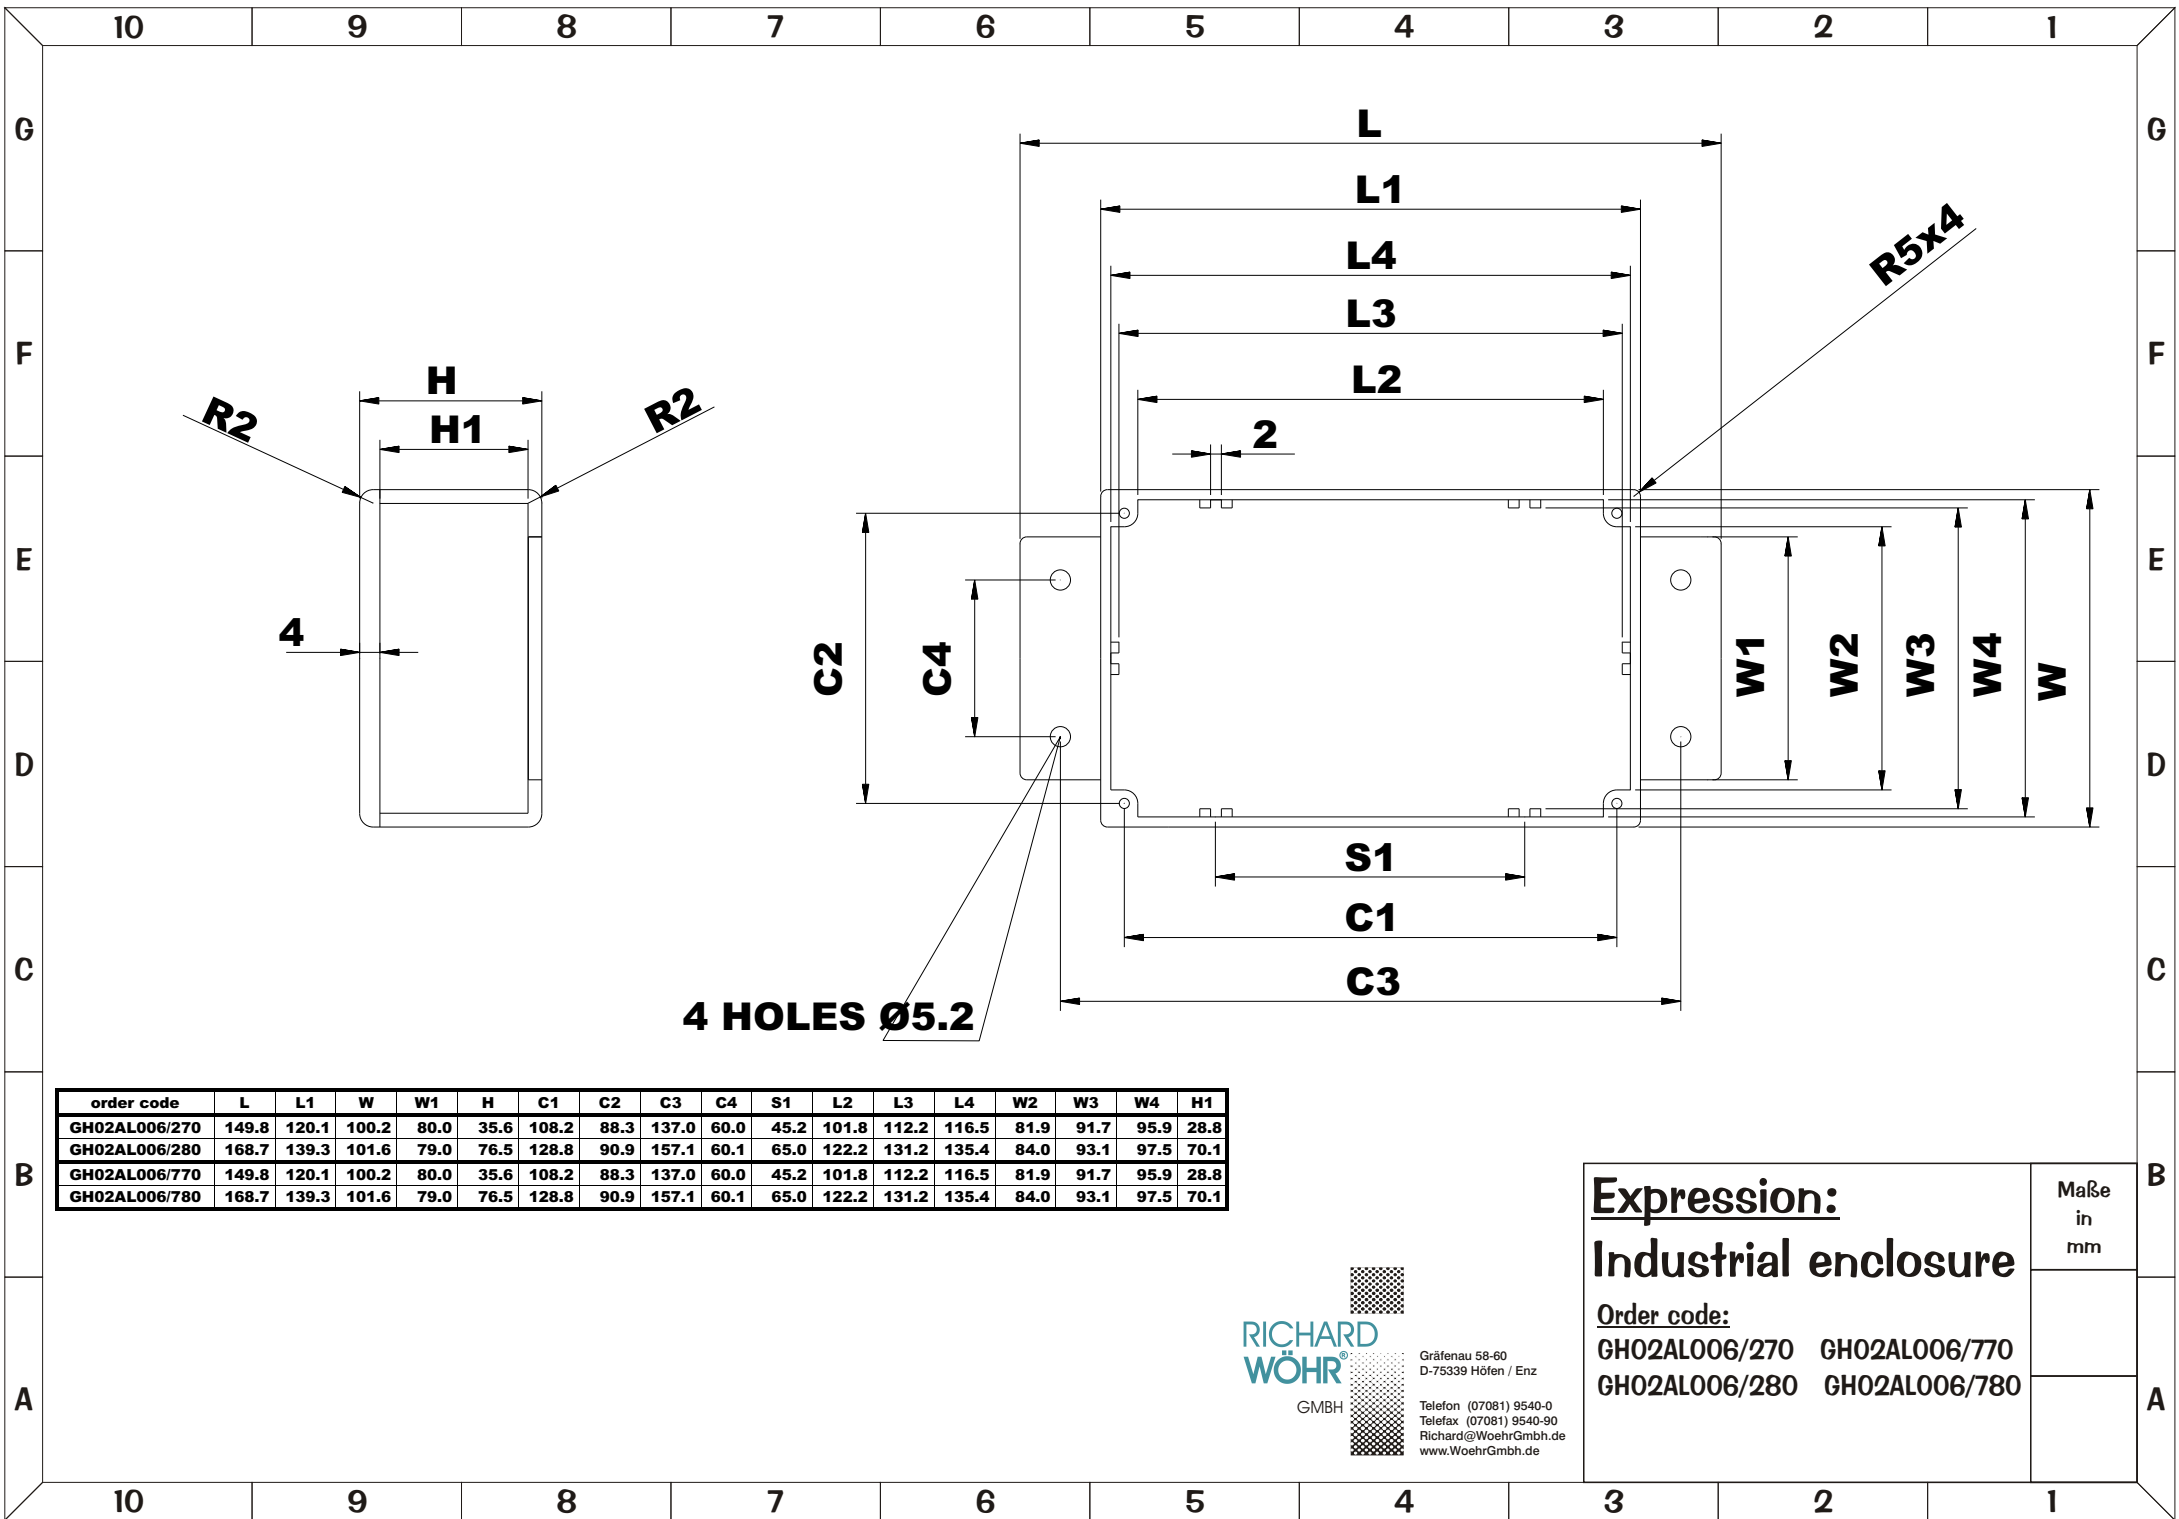 10 9 8 7 6 5 4 3 2 1
G G
F F
E E
D D
C C
B B
A A
L
L1
R5x4
L4
L3
H
L2
R2
R2
H1
2
4
C2
C4
W1
W2
W3
W4
W
S1
C1
C3
4 HOLES Ø5.2
order code L L1 W W1 H C1 C2 C3 C4 S1 L2 L3 L4 W2 W3 W4 H1
GH02AL006/270 149.8 120.1 100.2 80.0 35.6 108.2 88.3 137.0 60.0 45.2 101.8 112.2 116.5 81.9 91.7 95.9 28.8
GH02AL006/280 168.7 139.3 101.6 79.0 76.5 128.8 90.9 157.1 60.1 65.0 122.2 131.2 135.4 84.0 93.1 97.5 70.1
GH02AL006/770 149.8 120.1 100.2 80.0 35.6 108.2 88.3 137.0 60.0 45.2 101.8 112.2 116.5 81.9 91.7 95.9 28.8
GH02AL006/780 168.7 139.3 101.6 79.0 76.5 128.8 90.9 157.1 60.1 65.0 122.2 131.2 135.4 84.0 93.1 97.5 70.1
RICHARD
WÖHR®
GMBH
Gräfenau 58-60
D-75339 Höfen / Enz
Telefon (07081) 9540-0
Telefax (07081) 9540-90
Richard@WoehrGmbh.de
www.WoehrGmbh.de
Expression:
Industrial enclosure
Order code:
GH02AL006/270 GH02AL006/770
GH02AL006/280 GH02AL006/780
Maße
in
mm
10 9 8 7 6 5 4 3 2 1